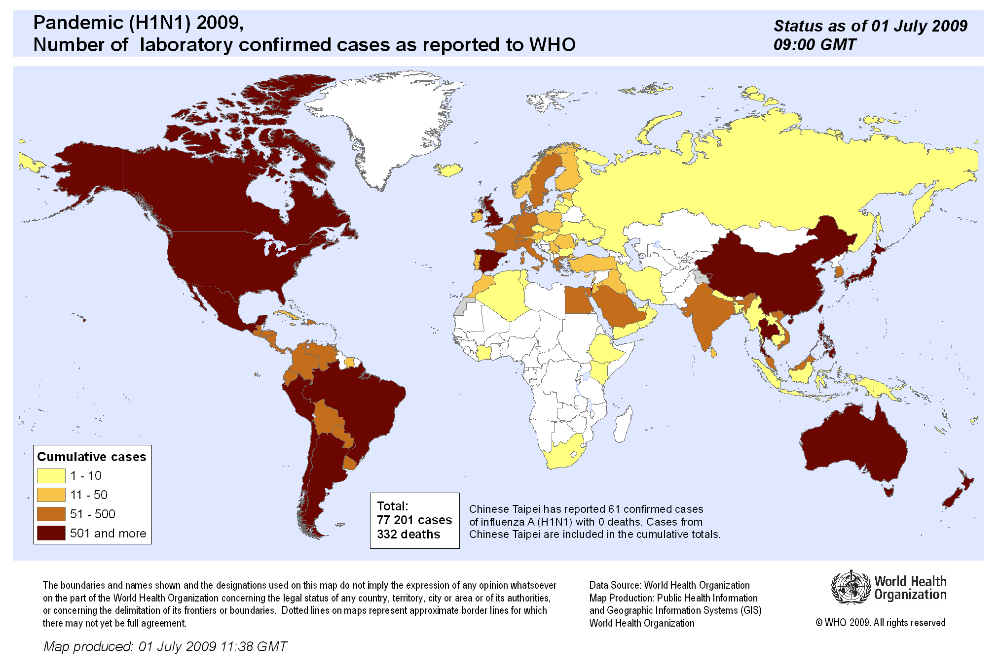 Pandemic (H1N1) 2009,
Number of  laboratory confirmed cases as reported to WHO
Status as of 01 July 2009
09:00 GMT
Cumulative cases
1 - 10
11 - 50
51 - 500
501 and more
Total:
77 201 cases
332 deaths
Chinese Taipei has reported 61 confirmed cases
of influenza A (H1N1) with 0 deaths. Cases from
Chinese Taipei are included in the cumulative totals.
The boundaries and names shown and the designations used on this map do not imply the expression of any opinion whatsoever
on the part of the World Health Organization concerning the legal status of any country, territory, city or area or of its authorities,
or concerning the delimitation of its frontiers or boundaries.  Dotted lines on maps represent approximate border lines for which
there may not yet be full agreement.
Data Source: World Health Organization
Map Production: Public Health Information
and Geographic Information Systems (GIS)
World Health Organization
World Health
Organization
© WHO 2009. All rights reserved
Map produced: 01 July 2009 11:38 GMT